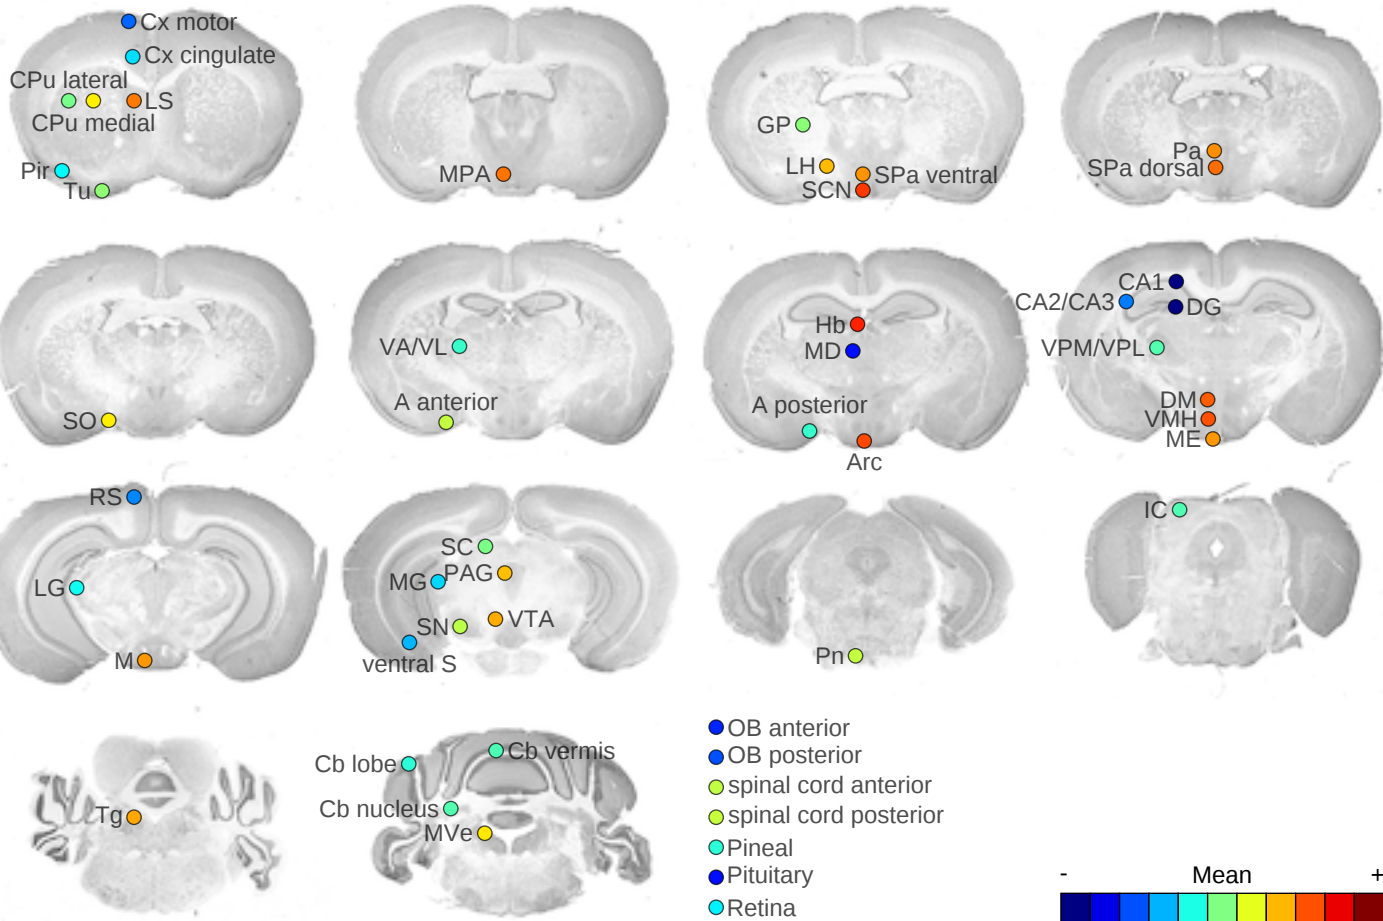 Cx motor
Cx cingulate
CPu lateral
LS
CPu medial
Pir
Tu
MPA
GP
LH
SPa ventral
SCN
Pa
SPa dorsal
SO
VA/VL
A anterior
Hb
MD
A posterior
Arc
CA1
CA2/CA3
DG
VPM/VPL
DM
VMH
ME
RS
LG
M
SC
MG
PAG
SN
VTA
ventral S
Pn
IC
Tg
Cb lobe
Cb vermis
Cb nucleus
MVe
OB anterior
OB posterior
spinal cord anterior
spinal cord posterior
Pineal
Pituitary
Retina
- Mean +